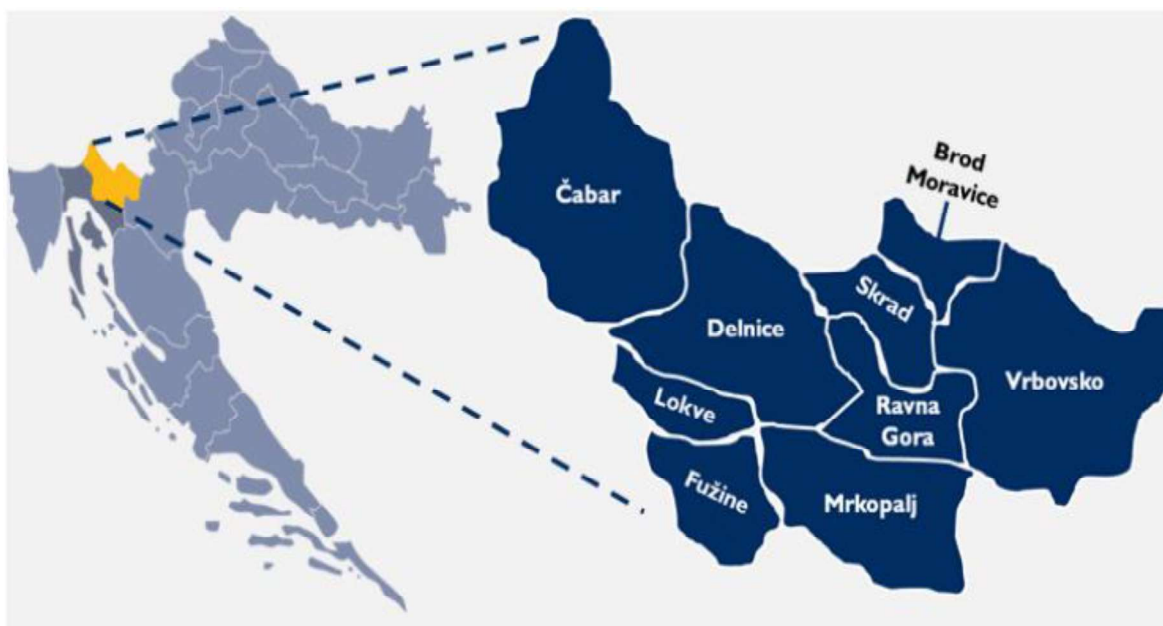 Čabar
Brod
Moravice
Skrad
Delnice
Vrbovsko
Lokve
Ravna
Gora
Fužine
Mrkopalj